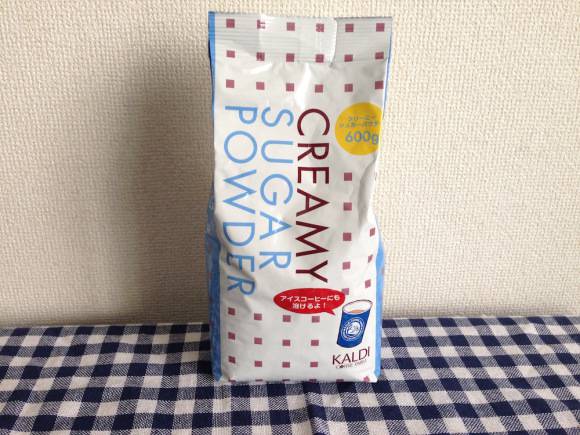 CREAMY
SUGAR
POWDER
クリーミー
シュガーパウダー
600g
アイスコーヒーにも
溶けるよ！
KALDI
COFFEE FARM